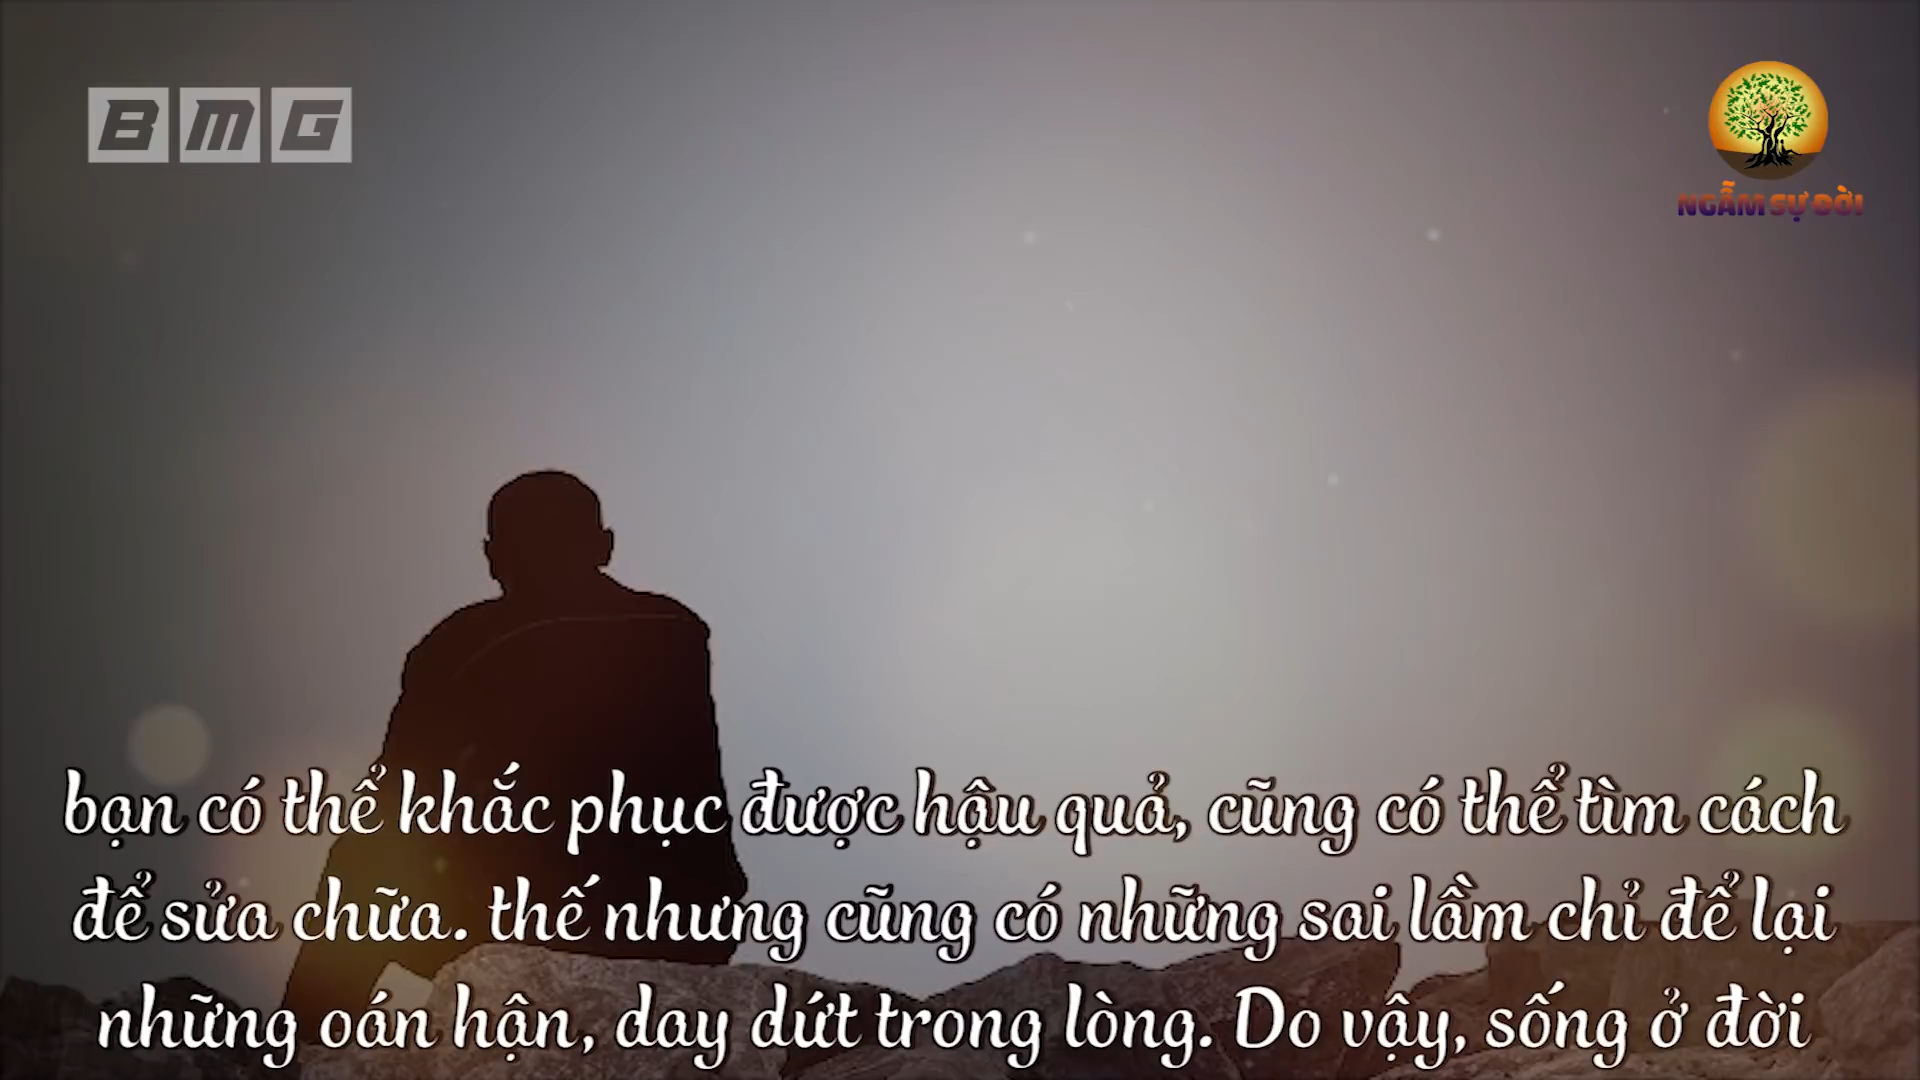 BMG
NGẪM SỰ ĐỜI
bạn có thể khắc phục được hậu quả, cũng có thể tìm cách
để sửa chữa. thế nhưng cũng có những sai lầm chỉ để lại
những oán hận, day dứt trong lòng. Do vậy, sống ở đời